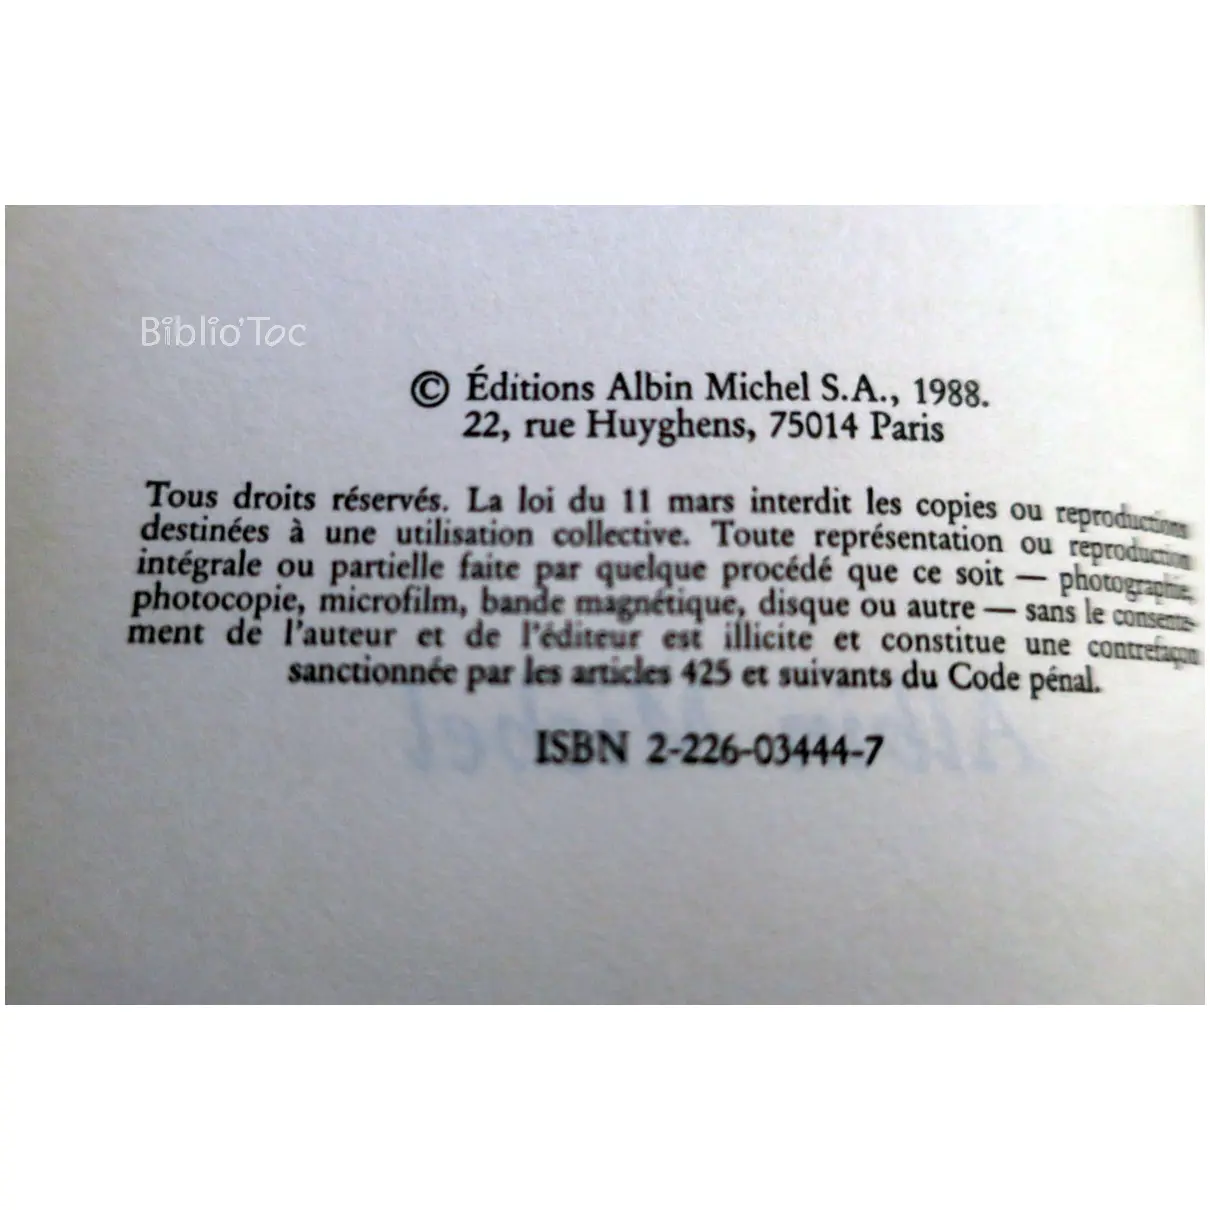 Biblio'Toc
© Éditions Albin Michel S.A., 1988.
22, rue Huyghens, 75014 Paris
Tous droits réservés. La loi du 11 mars interdit les copies ou reproductions
destinées à une utilisation collective. Toute représentation ou reproduction
intégrale ou partielle faite par quelque procédé que ce soit — photographie,
photocopie, microfilm, bande magnétique, disque ou autre — sans le consente-
ment de l'auteur et de l'éditeur est illicite et constitue une contrefaçon
sanctionnée par les articles 425 et suivants du Code pénal.
ISBN 2-226-03444-7